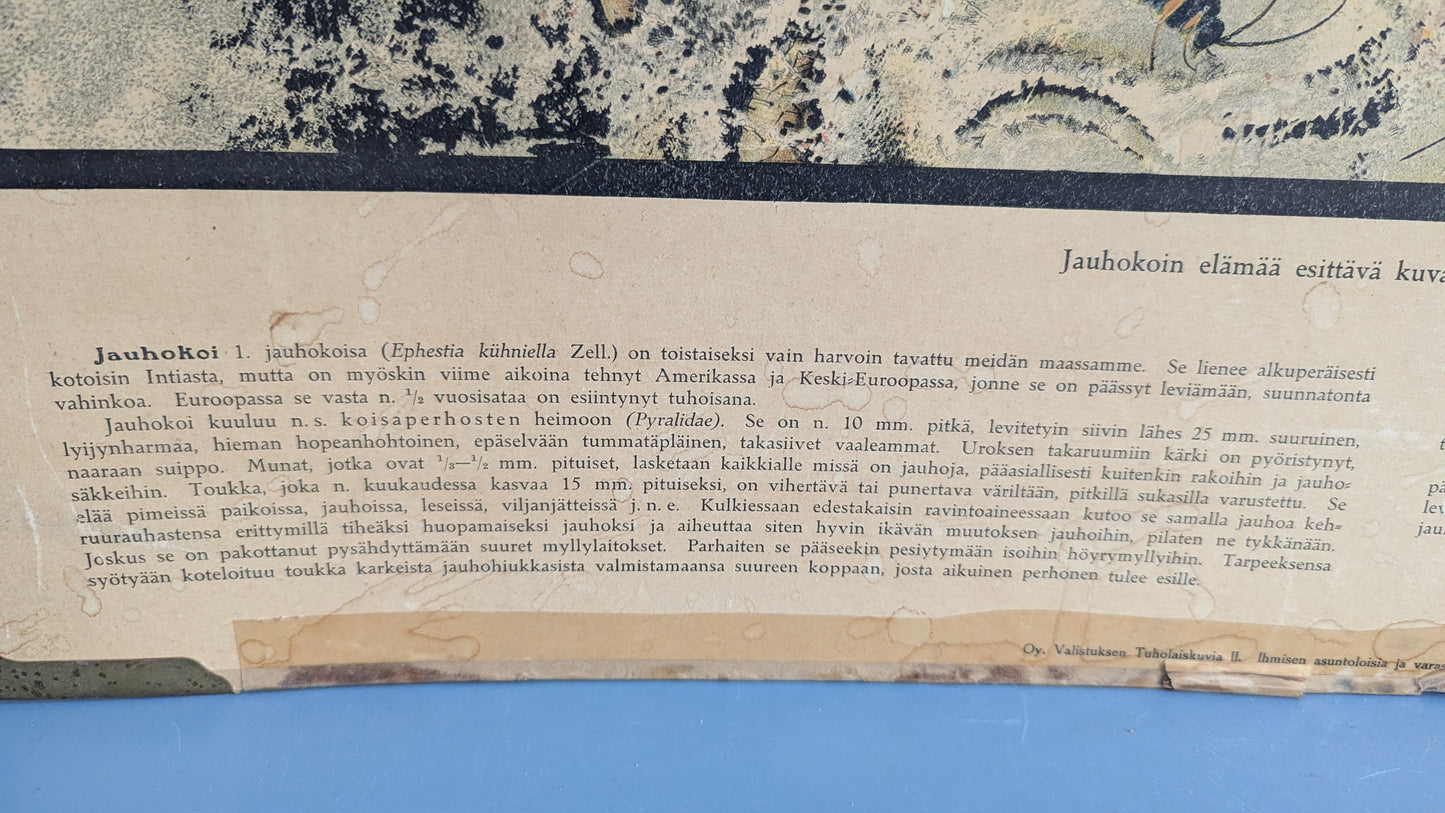 Jauhokoin elämää esittävä kuva
Jauhokoi 1. jauhokoisa (Ephestia kühniella Zell.) on toistaiseksi vain harvoin tavattu meidän maassamme. Se lienee alkuperäisesti
kotoisin Intiasta, mutta on myöskin viime aikoina tehnyt Amerikassa ja Keski-Euroopassa, jonne se on päässyt leviämään, suunnatonta
vahinkoa. Euroopassa se vasta n. ½ vuosisataa on esiintynyt tuhoisana.
Jauhokoi kuuluu n.s. koisaperhosten heimoon (Pyralidae). Se on n. 10 mm. pitkä, levitetyin siivin lähes 25 mm. suuruinen,
lyijynharmaa, hieman hopeanhohtoinen, epäselvään tummatäpläinen, takasiivet vaaleammat. Uroksen takaruumiin kärki on pyöristynyt,
naaraan suippo. Munat, jotka ovat ⅓—½ mm. pituiset, lasketaan kaikkialle missä on jauhoja, pääasiallisesti kuitenkin rakoihin ja jauho-
säkkeihin. Toukka, joka n. kuukaudessa kasvaa 15 mm. pituiseksi, on vihertävä tai punertava väriltään, pitkillä sukasilla varustettu. Se
elää pimeissä paikoissa, jauhoissa, leseissä, viljanjätteissä j. n. e. Kulkiessaan edestakaisin ravintoaineessaan kutoo se samalla jauhoa keh-
ruurauhastensa erittymillä tiheäksi huopamaiseksi jauhoksi ja aiheuttaa siten hyvin ikävän muutoksen jauhoihin, pilaten ne tykkänään.
Joskus se on pakottanut pysähdyttämään suuret myllylaitokset. Parhaiten se pääseekin pesiytymään isoihin höyrymyllyihin. Tarpeeksensa
syötyään koteloituu toukka karkeista jauhohiukkasista valmistamaansa suureen koppaan, josta aikuinen perhonen tulee esille.
Oy. Valistuksen Tuholaiskuvia II. Ihmisen asuntoloisia ja varas